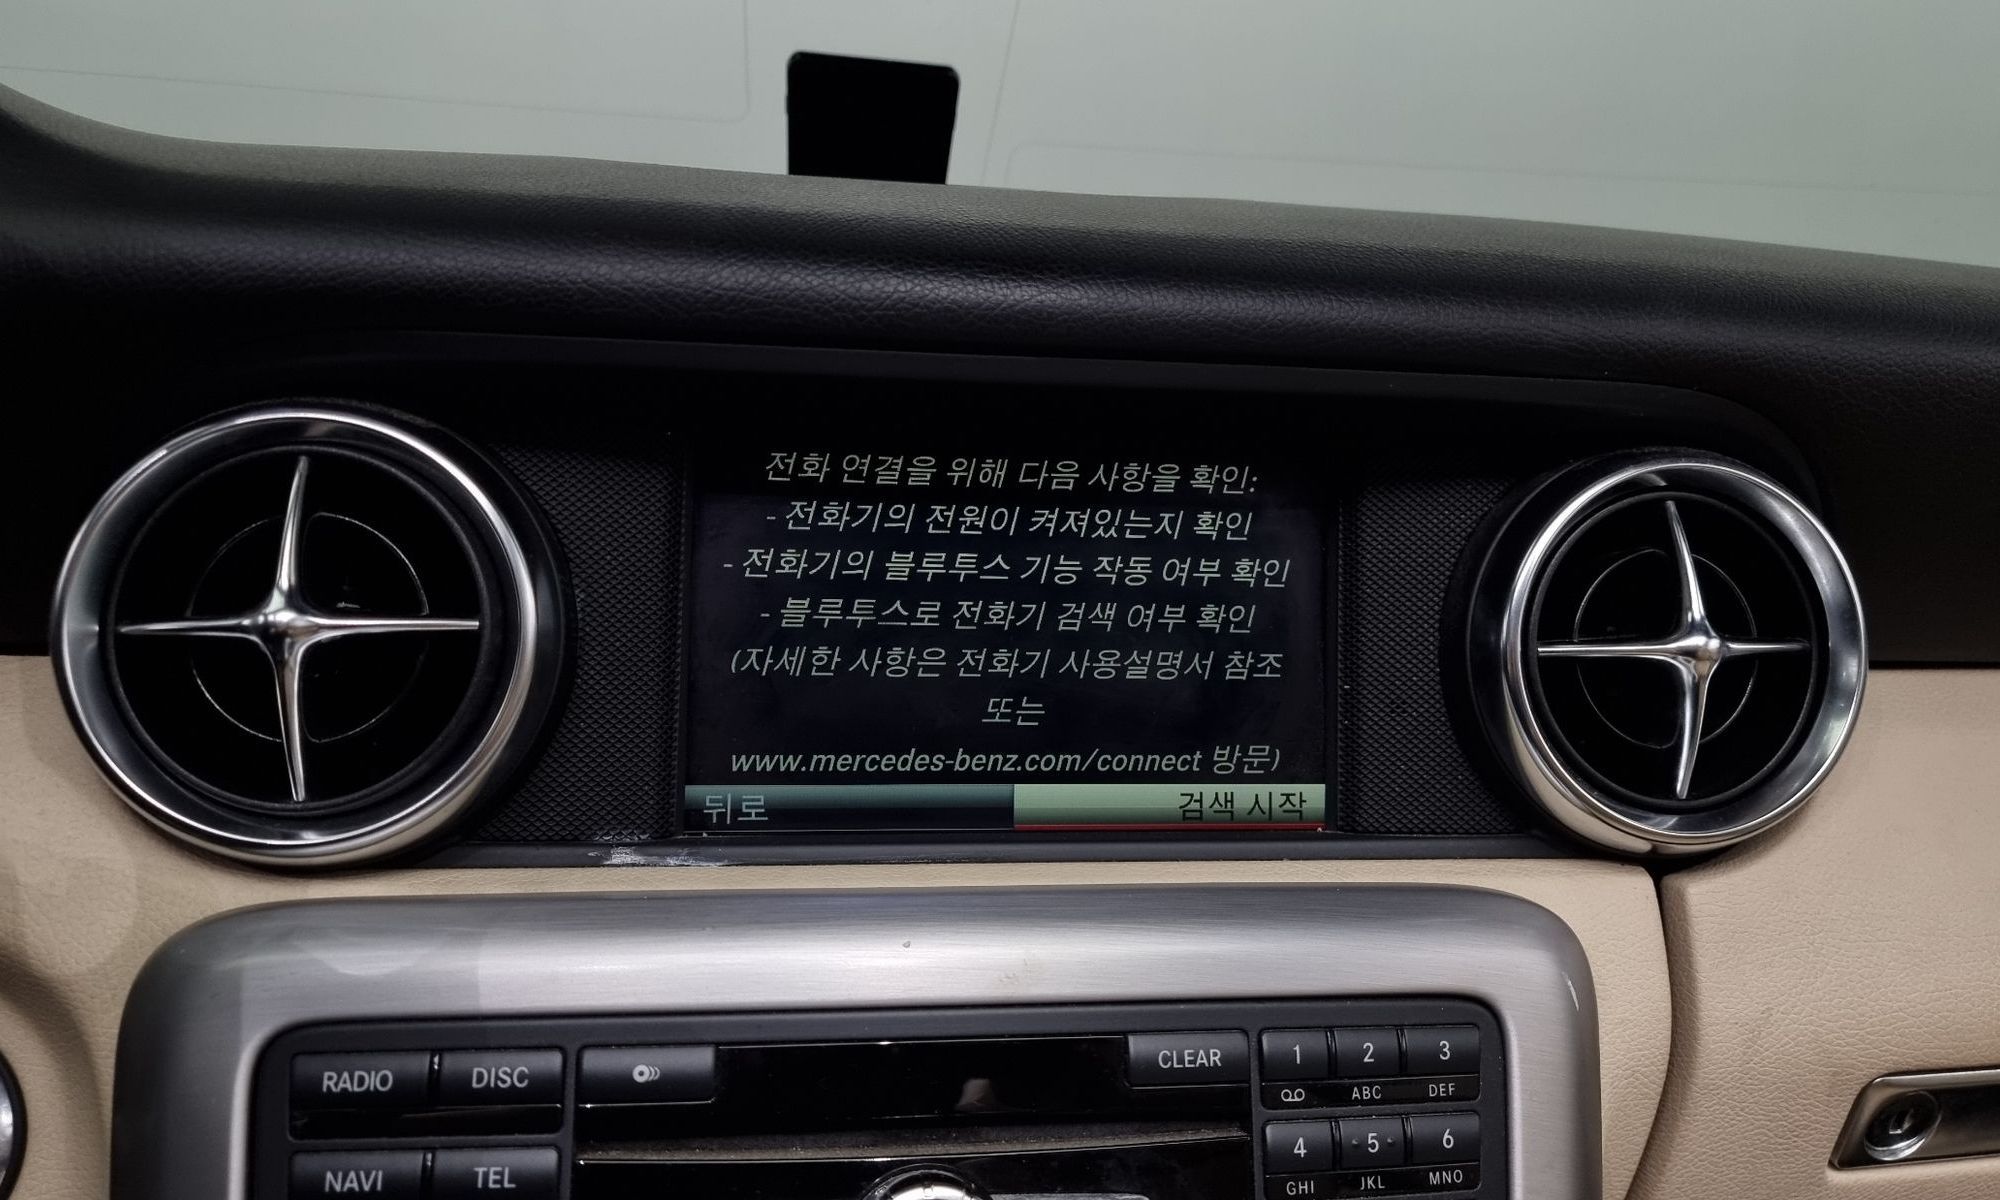 전화 연결을 위해 다음 사항을 확인:
- 전화기의 전원이 켜져있는지 확인
- 전화기의 블루투스 기능 작동 여부 확인
- 블루투스로 전화기 검색 여부 확인
(자세한 사항은 전화기 사용설명서 참조
또는
www.mercedes-benz.com/connect 방문)
뒤로 검색 시작
RADIO DISC CLEAR 1 2 3
ABC DEF
NAVI TEL 4 5 6
GHI JKL MNO